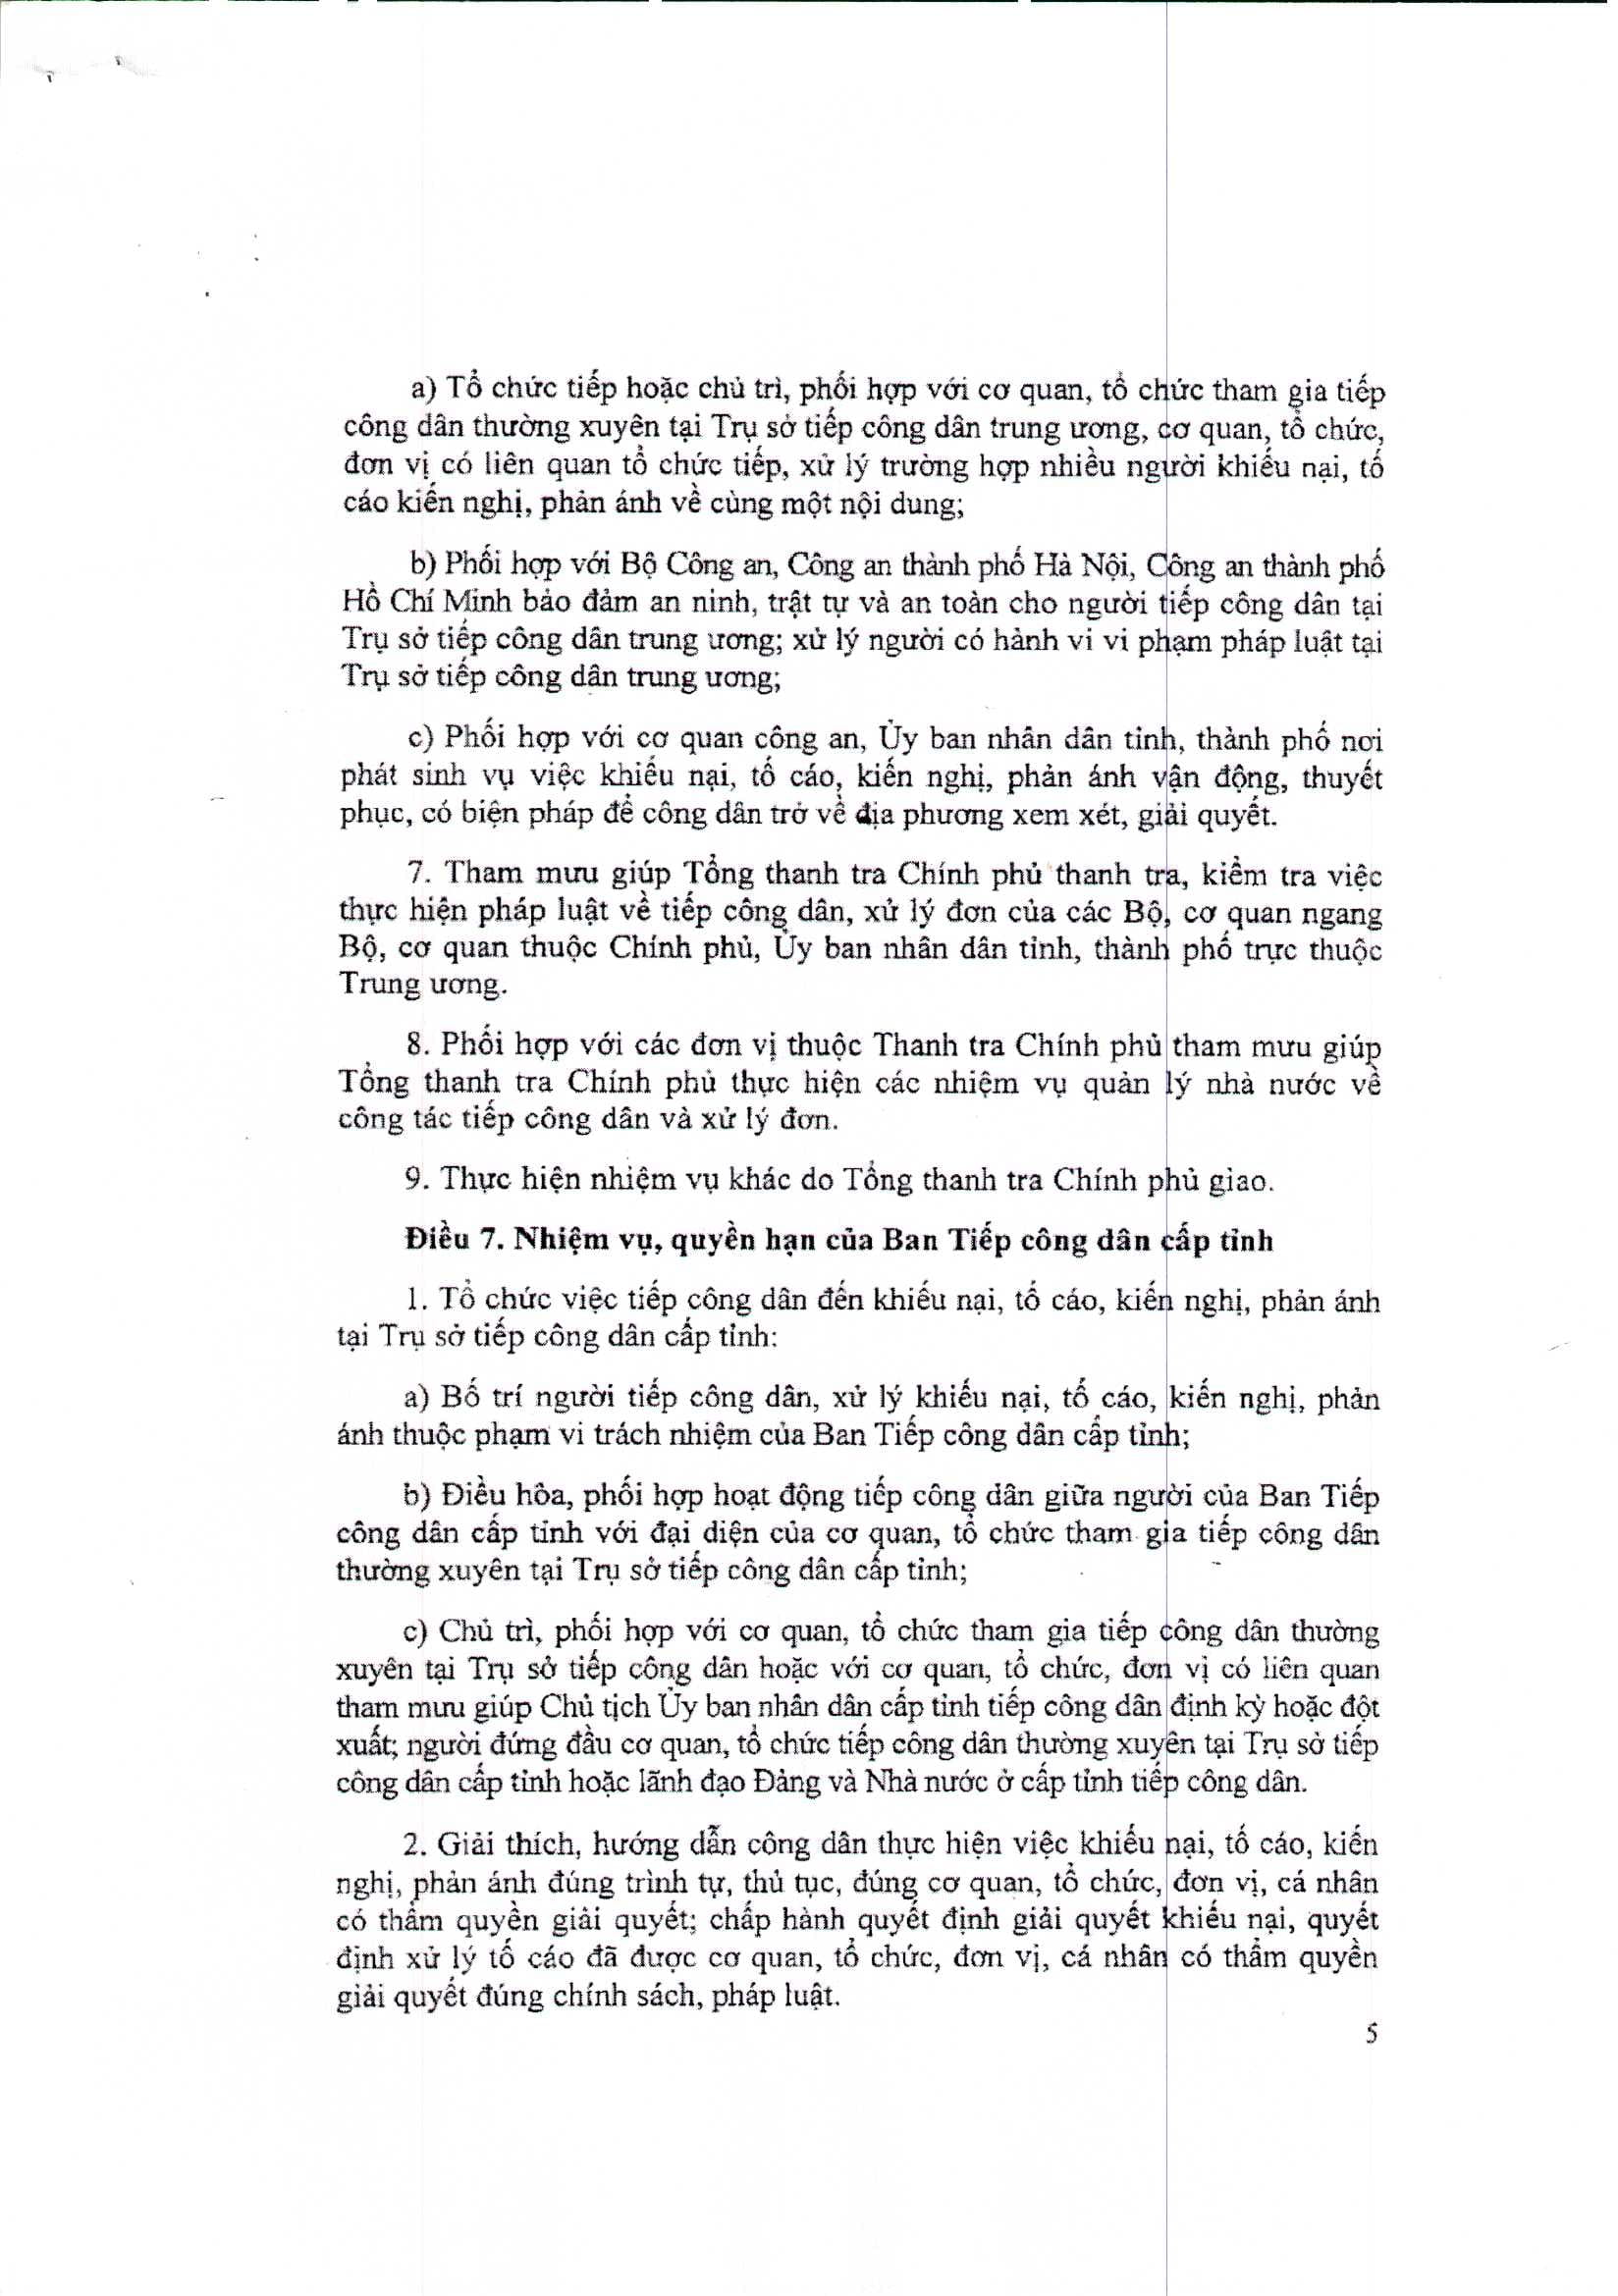 a) Tổ chức tiếp hoặc chủ trì, phối hợp với cơ quan, tổ chức tham gia tiếp
công dân thường xuyên tại Trụ sở tiếp công dân trung ương, cơ quan, tổ chức,
đơn vị có liên quan tổ chức tiếp, xử lý trường hợp nhiều người khiếu nại, tố
cáo kiến nghị, phản ánh về cùng một nội dung;
b) Phối hợp với Bộ Công an, Công an thành phố Hà Nội, Công an thành phố
Hồ Chí Minh bảo đảm an ninh, trật tự và an toàn cho người tiếp công dân tại
Trụ sở tiếp công dân trung ương; xử lý người có hành vi vi phạm pháp luật tại
Trụ sở tiếp công dân trung ương;
c) Phối hợp với cơ quan công an, Ủy ban nhân dân tỉnh, thành phố nơi
phát sinh vụ việc khiếu nại, tố cáo, kiến nghị, phản ánh vận động, thuyết
phục, có biện pháp để công dân trở về địa phương xem xét, giải quyết.
7. Tham mưu giúp Tổng thanh tra Chính phủ thanh tra, kiểm tra việc
thực hiện pháp luật về tiếp công dân, xử lý đơn của các Bộ, cơ quan ngang
Bộ, cơ quan thuộc Chính phủ, Ủy ban nhân dân tỉnh, thành phố trực thuộc
Trung ương.
8. Phối hợp với các đơn vị thuộc Thanh tra Chính phủ tham mưu giúp
Tổng thanh tra Chính phủ thực hiện các nhiệm vụ quản lý nhà nước về
công tác tiếp công dân và xử lý đơn.
9. Thực hiện nhiệm vụ khác do Tổng thanh tra Chính phủ giao.
Điều 7. Nhiệm vụ, quyền hạn của Ban Tiếp công dân cấp tỉnh
1. Tổ chức việc tiếp công dân đến khiếu nại, tố cáo, kiến nghị, phản ánh
tại Trụ sở tiếp công dân cấp tỉnh:
a) Bố trí người tiếp công dân, xử lý khiếu nại, tố cáo, kiến nghị, phản
ánh thuộc phạm vi trách nhiệm của Ban Tiếp công dân cấp tỉnh;
b) Điều hòa, phối hợp hoạt động tiếp công dân giữa người của Ban Tiếp
công dân cấp tỉnh với đại diện của cơ quan, tổ chức tham gia tiếp công dân
thường xuyên tại Trụ sở tiếp công dân cấp tỉnh;
c) Chủ trì, phối hợp với cơ quan, tổ chức tham gia tiếp công dân thường
xuyên tại Trụ sở tiếp công dân hoặc với cơ quan, tổ chức, đơn vị có liên quan
tham mưu giúp Chủ tịch Ủy ban nhân dân cấp tỉnh tiếp công dân định kỳ hoặc đột
xuất; người đứng đầu cơ quan, tổ chức tiếp công dân thường xuyên tại Trụ sở tiếp
công dân cấp tỉnh hoặc lãnh đạo Đảng và Nhà nước ở cấp tỉnh tiếp công dân.
2. Giải thích, hướng dẫn công dân thực hiện việc khiếu nại, tố cáo, kiến
nghị, phản ánh đúng trình tự, thủ tục, đúng cơ quan, tổ chức, đơn vị, cá nhân
có thẩm quyền giải quyết; chấp hành quyết định giải quyết khiếu nại, quyết
định xử lý tố cáo đã được cơ quan, tổ chức, đơn vị, cá nhân có thẩm quyền
giải quyết đúng chính sách, pháp luật.
5